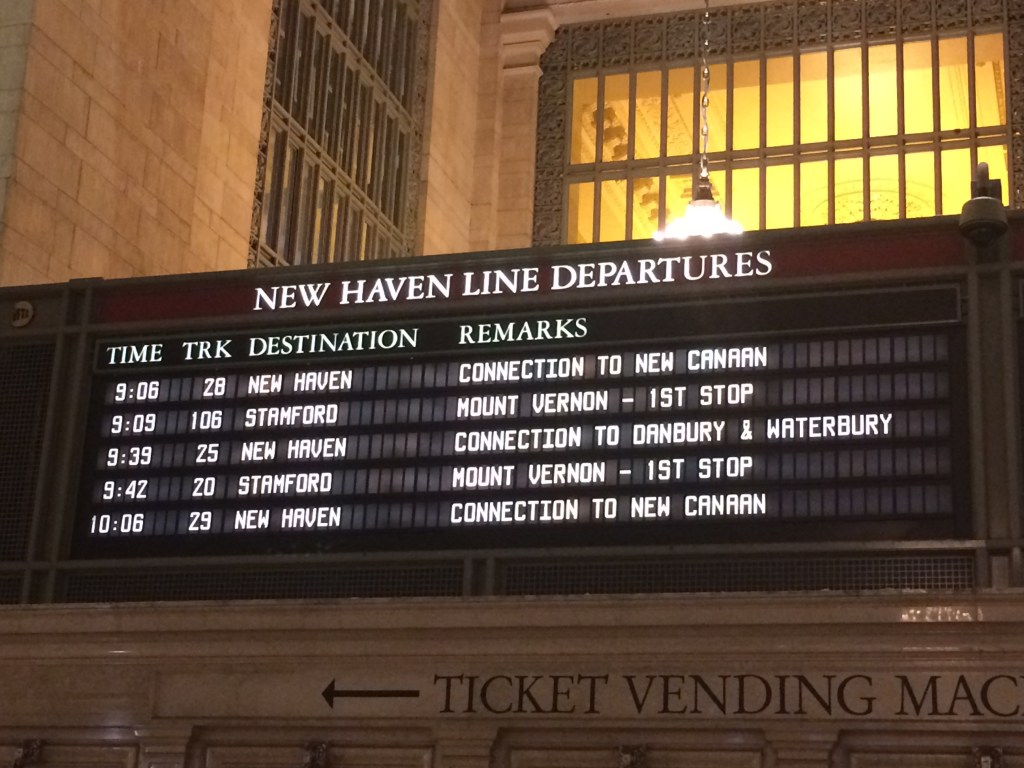 NEW HAVEN LINE DEPARTURES
TIME TRK DESTINATION REMARKS
9:06 28 NEW HAVEN CONNECTION TO NEW CANAAN
9:09 106 STAMFORD MOUNT VERNON - 1ST STOP
9:39 25 NEW HAVEN CONNECTION TO DANBURY & WATERBURY
9:42 20 STAMFORD MOUNT VERNON - 1ST STOP
10:06 29 NEW HAVEN CONNECTION TO NEW CANAAN
TICKET VENDING MAC